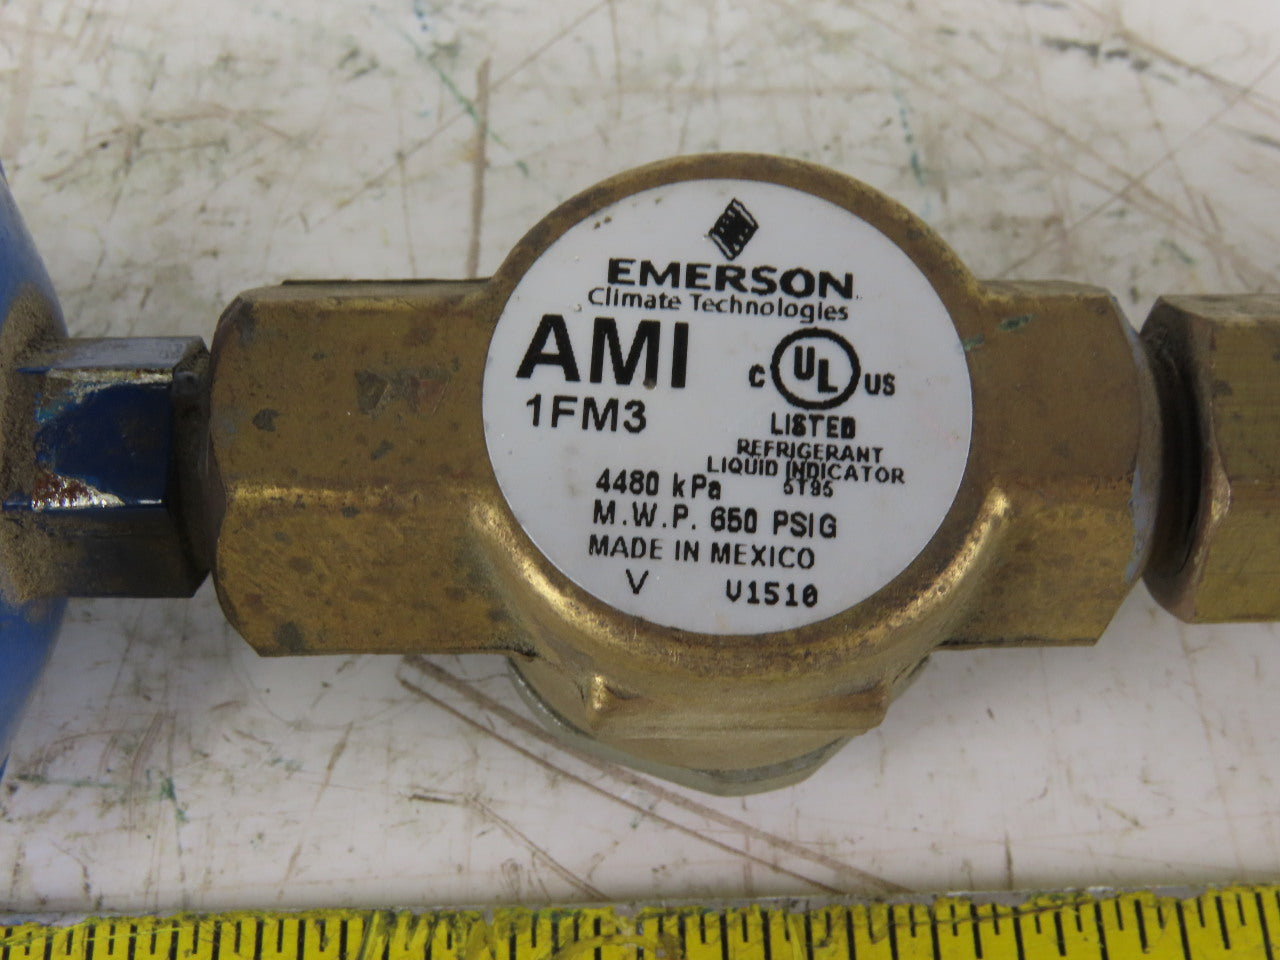 EMERSON
Climate Technologies
AMI
1FM3
C UL US
LISTED
REFRIGERANT
LIQUID INDICATOR
5T95
4480 kPa
M.W.P. 650 PSIG
MADE IN MEXICO
V V1510